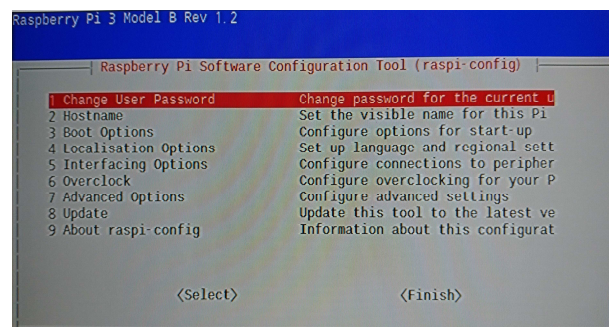 Raspberry Pi 3 Model B Rev 1.2
Raspberry Pi Software Configuration Tool (raspi-config)
1 Change User Password Change password for the current u
2 Hostname Set the visible name for this Pi
3 Boot Options Configure options for start-up
4 Localisation Options Set up language and regional sett
5 Interfacing Options Configure connections to peripher
6 Overclock Configure overclocking for your P
7 Advanced Options Configure advanced settings
8 Update Update this tool to the latest ve
9 About raspi-config Information about this configurat
<Select> <Finish>